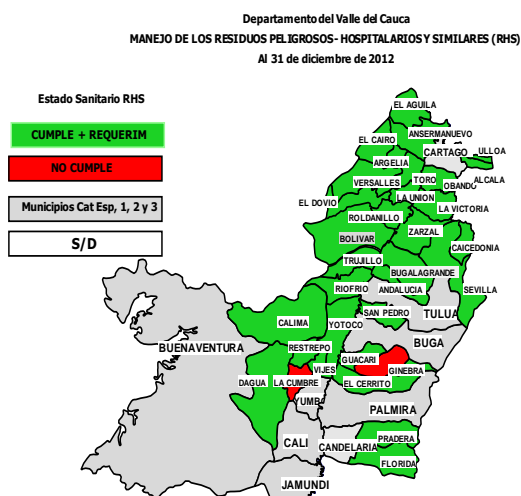 Departamento del Valle del Cauca
MANEJO DE LOS RESIDUOS PELIGROSOS- HOSPITALARIOS Y SIMILARES (RHS)
Al 31 de diciembre de 2012
Estado Sanitario RHS
CUMPLE + REQUERIM
NO CUMPLE
Municipios Cat Esp, 1, 2 y 3
S/D
EL AGUILA
ANSERMANUEVO
EL CAIRO
CARTAGO
ULLOA
ARGELIA
ALCALA
VERSALLES
TORO
OBANDO
EL DOVIO
LA UNION
LA VICTORIA
ROLDANILLO
ZARZAL
BOLIVAR
CAICEDONIA
TRUJILLO
BUGALAGRANDE
RIOFRIO
ANDALUCIA
SEVILLA
SAN PEDRO
TULUA
CALIMA
YOTOCO
BUGA
BUENAVENTURA
RESTREPO
GUACARI
VIJES
GINEBRA
DAGUA
LA CUMBRE
EL CERRITO
YUMB
PALMIRA
CALI
CANDELARIA
PRADERA
FLORIDA
JAMUNDI